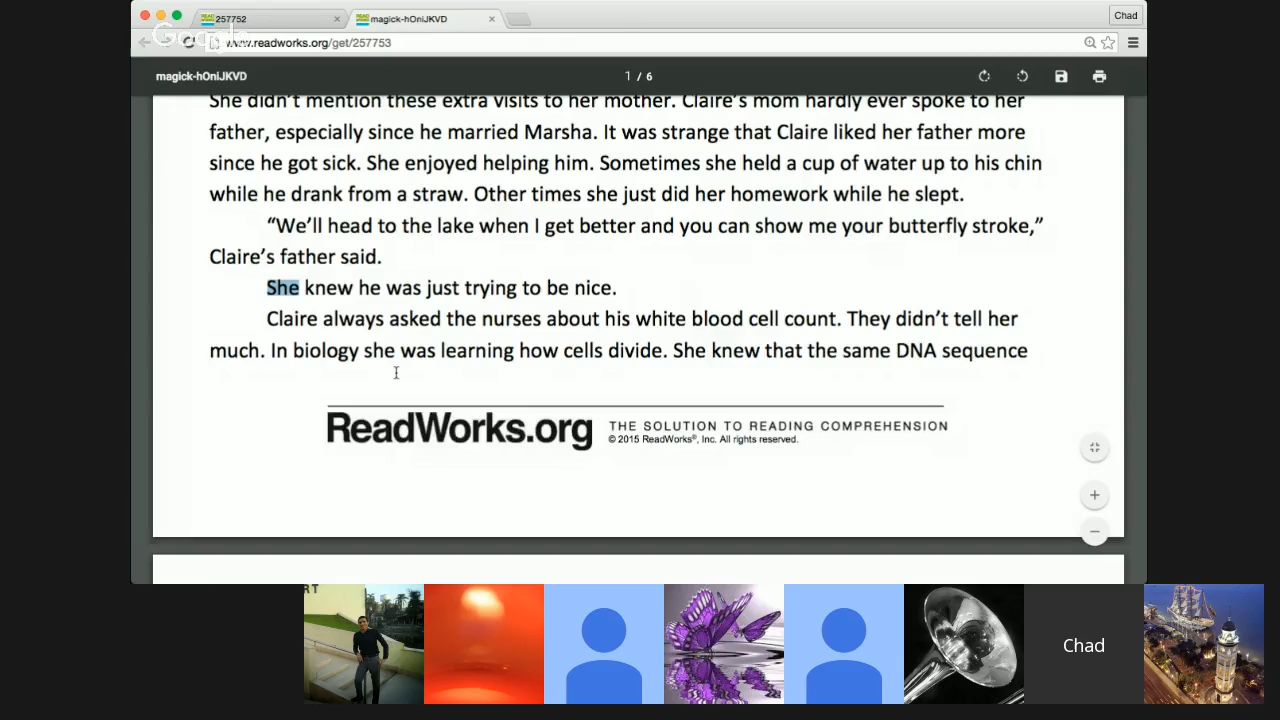 257752
magick-hOniJKVD
Chad
Google
www.readworks.org/get/257753
magick-hOniJKVD
1 / 6
She didn't mention these extra visits to her mother. Claire's mom hardly ever spoke to her
father, especially since he married Marsha. It was strange that Claire liked her father more
since he got sick. She enjoyed helping him. Sometimes she held a cup of water up to his chin
while he drank from a straw. Other times she just did her homework while he slept.
“We'll head to the lake when I get better and you can show me your butterfly stroke,”
Claire's father said.
She knew he was just trying to be nice.
Claire always asked the nurses about his white blood cell count. They didn't tell her
much. In biology she was learning how cells divide. She knew that the same DNA sequence
ReadWorks.org
THE SOLUTION TO READING COMPREHENSION
© 2015 ReadWorks®, Inc. All rights reserved.
RT
Chad